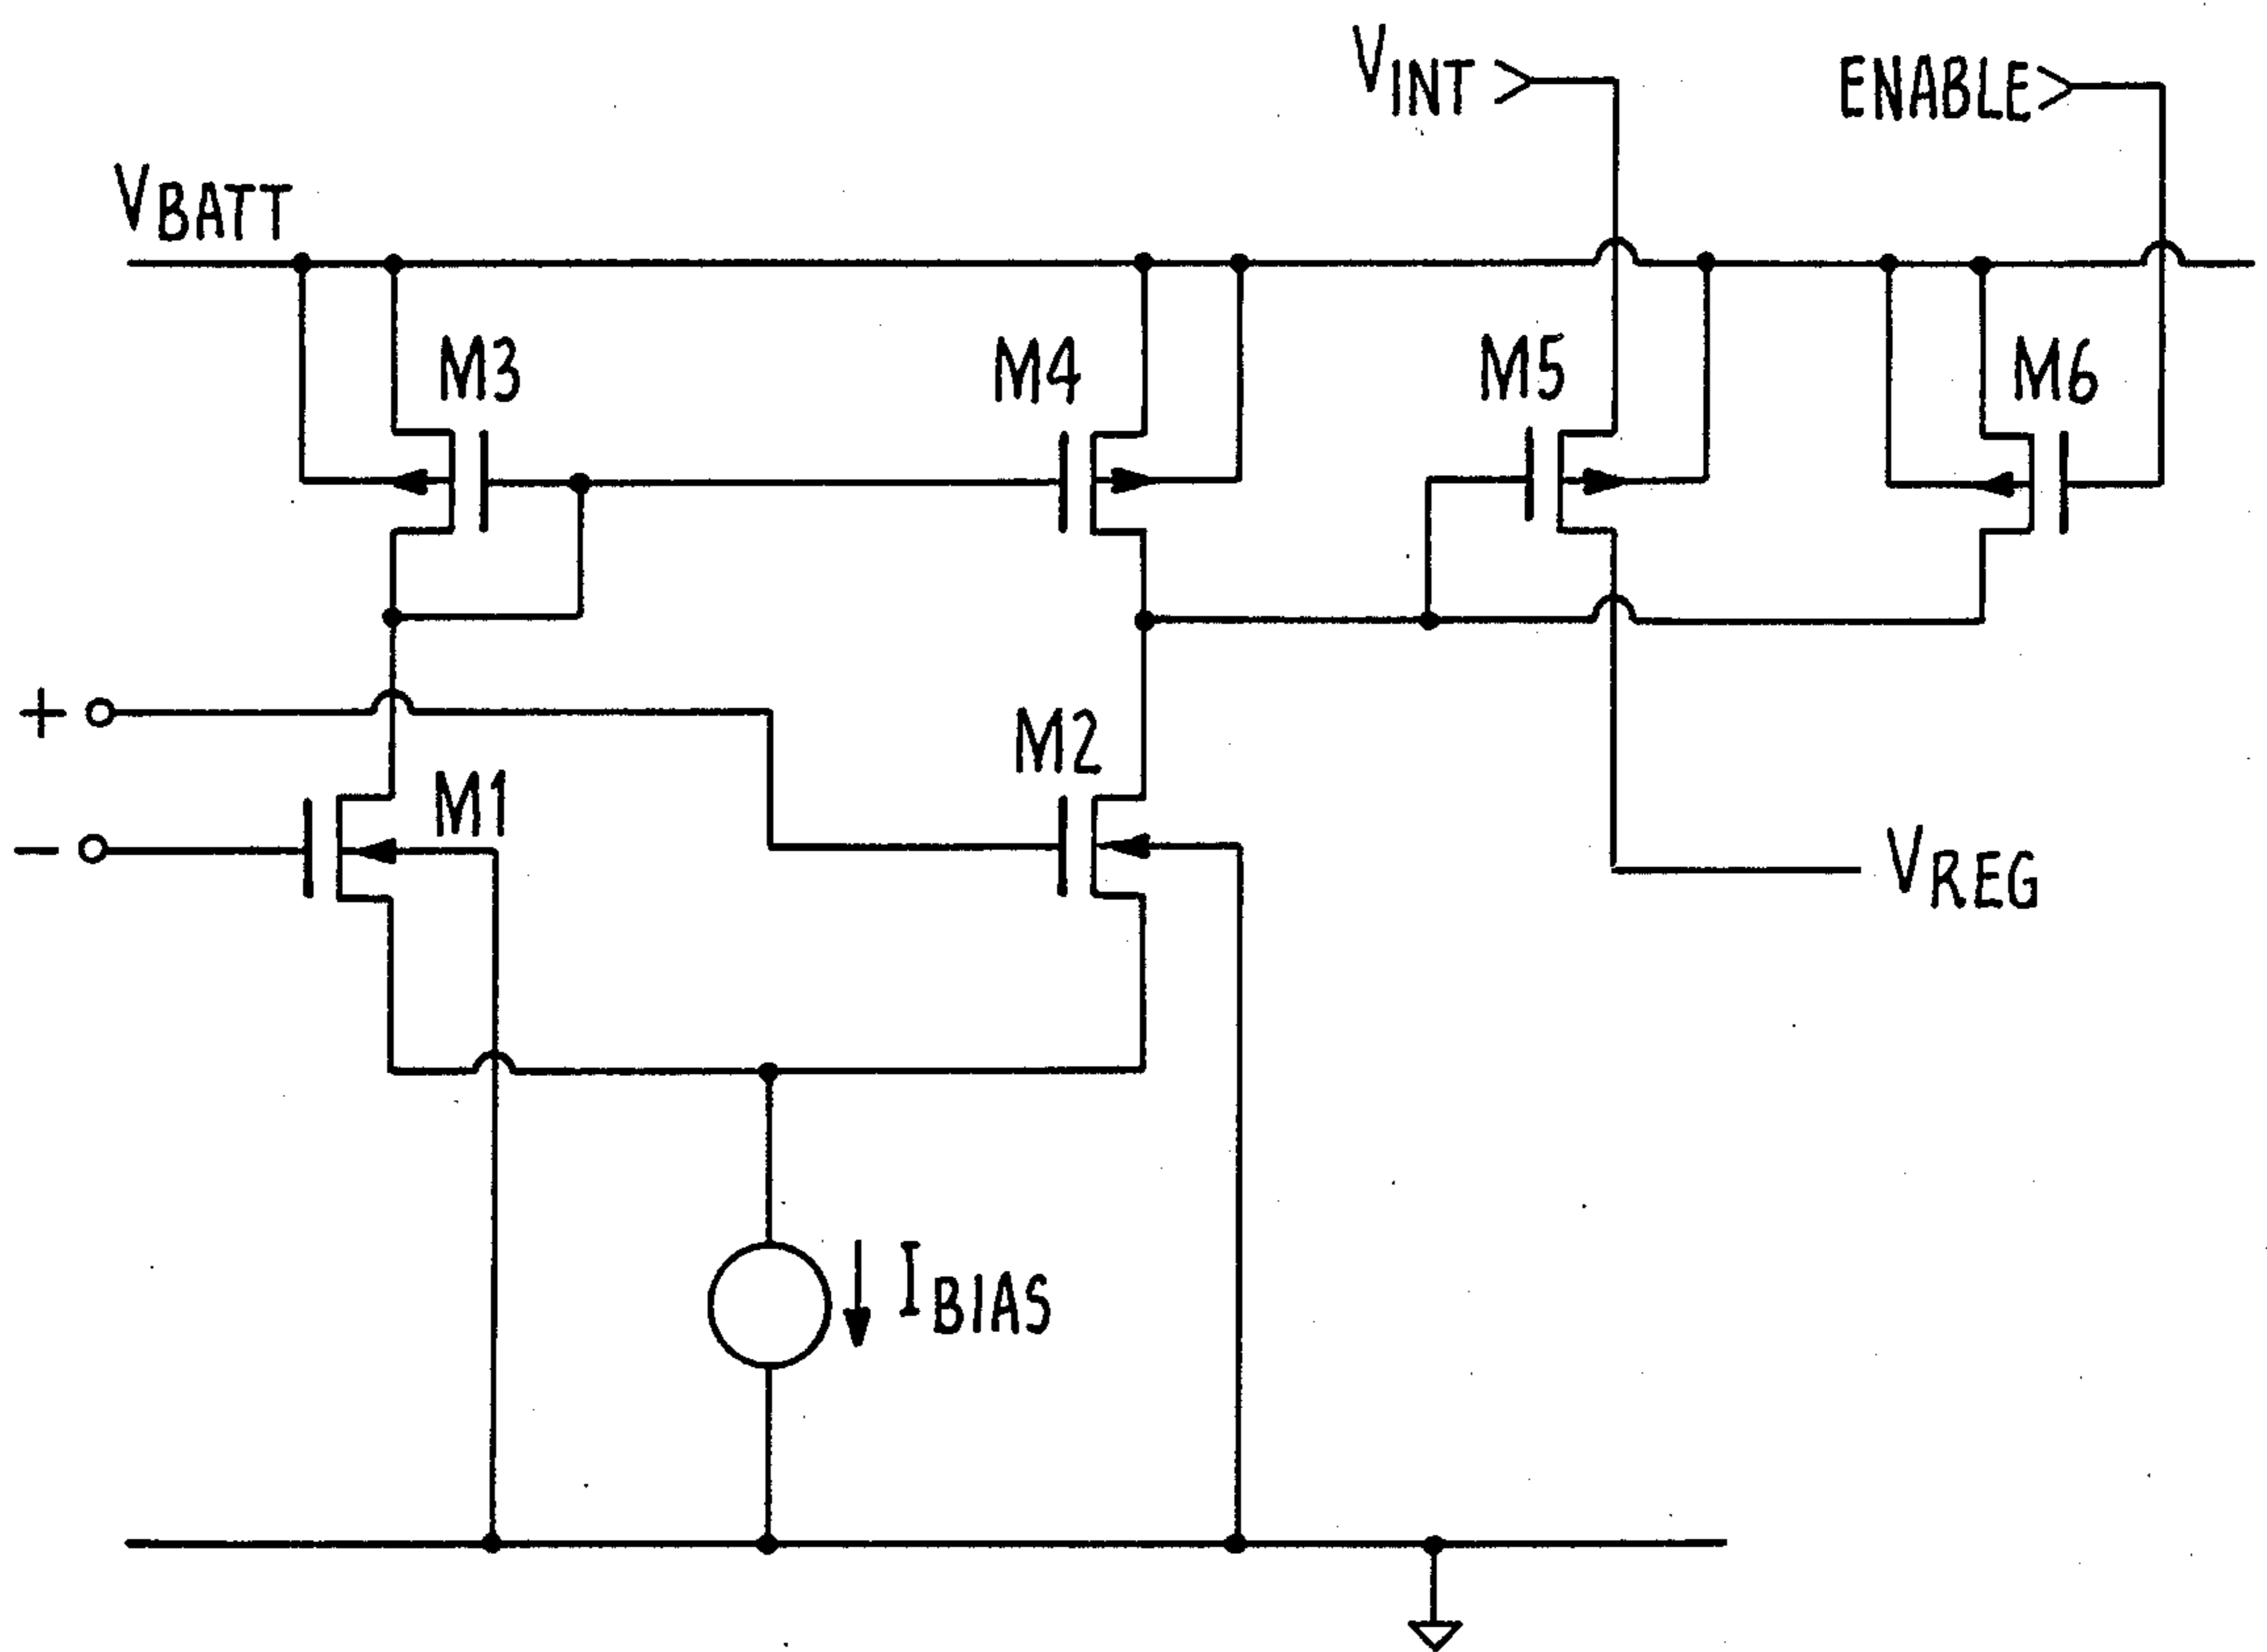 VINT
ENABLE
VBATT
M3
M4
M5
M6
+
M2
M1
-
VREG
IBIAS